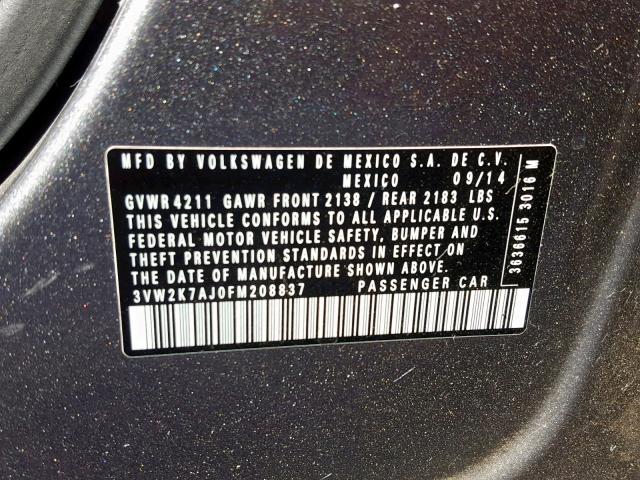 MFD BY VOLKSWAGEN DE MEXICO S.A. DE C.V.
MEXICO 09/14
GVWR 4211 GAWR FRONT 2138 / REAR 2183 LBS
THIS VEHICLE CONFORMS TO ALL APPLICABLE U.S.
FEDERAL MOTOR VEHICLE SAFETY, BUMPER AND
THEFT PREVENTION STANDARDS IN EFFECT ON
THE DATE OF MANUFACTURE SHOWN ABOVE.
3VW2K7AJ0FM208837 PASSENGER CAR
3636615 3016 M